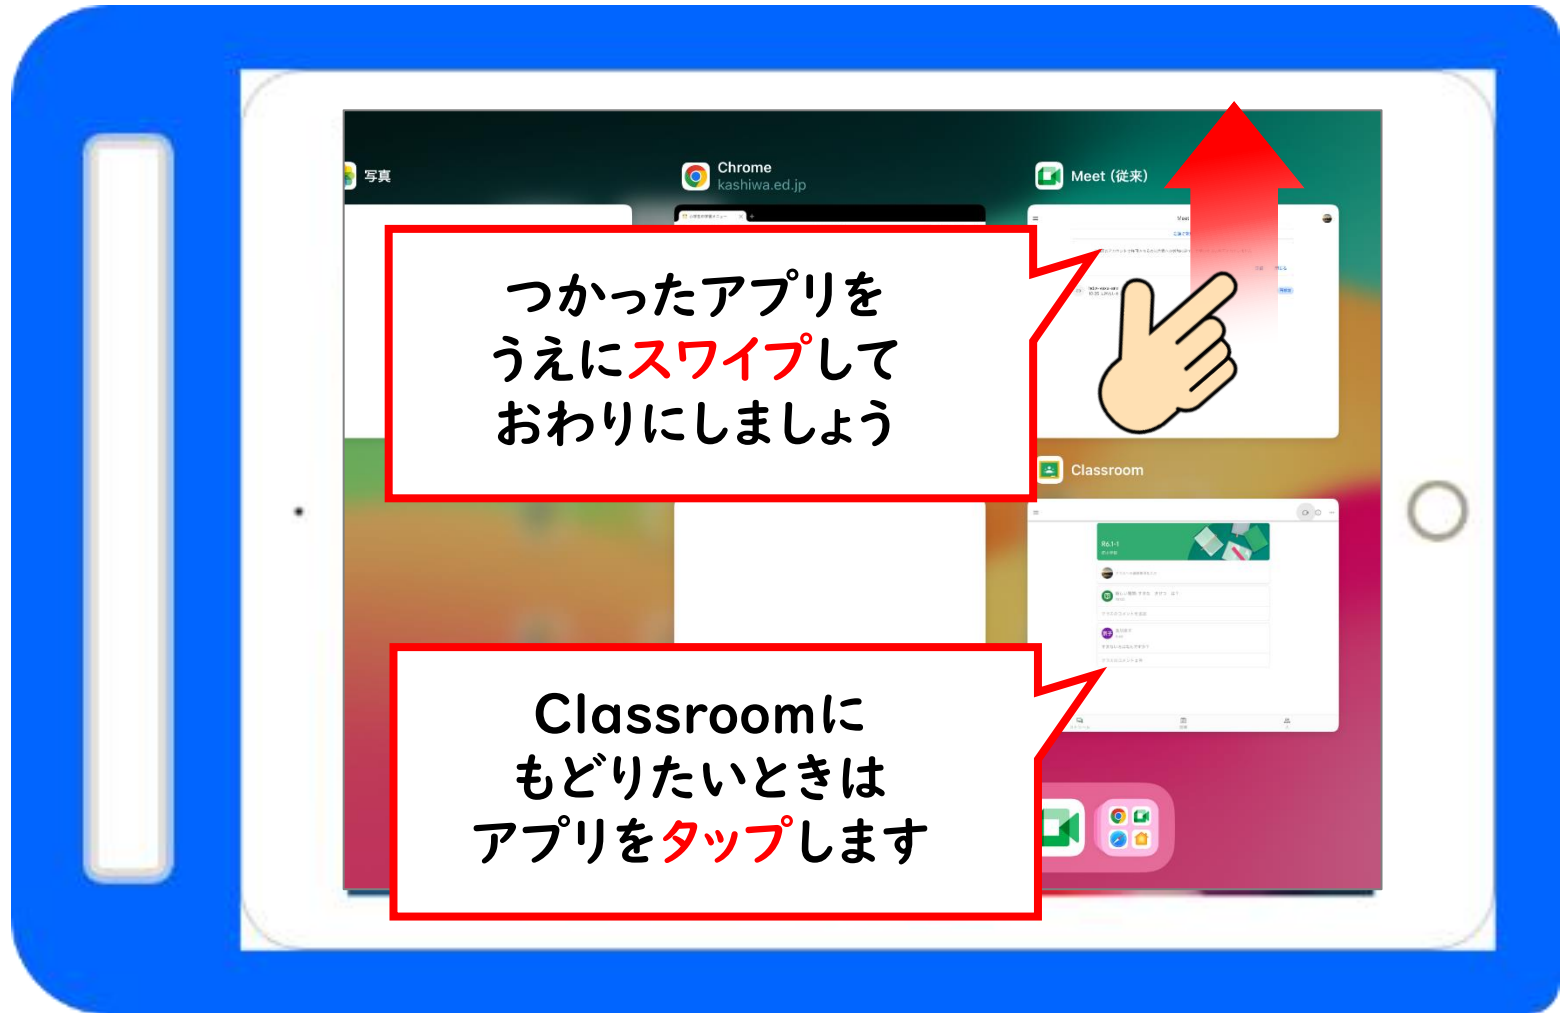 写真
Chrome
kashiwa.ed.jp
Meet (従来)
つかったアプリを
うえにスワイプして
おわりにしましょう
Classroom
R6.1-1
Classroomに
もどりたいときは
アプリをタップします